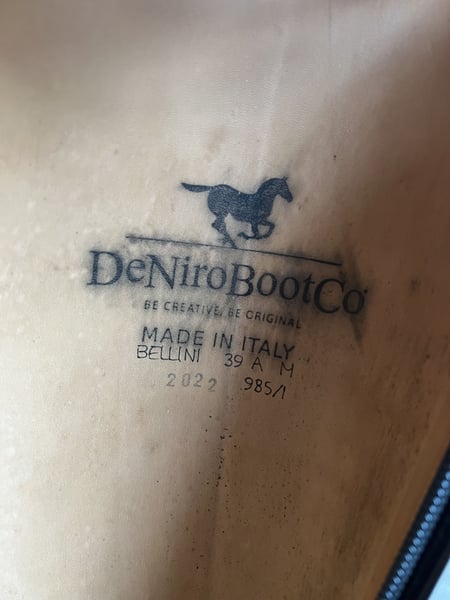 DeNiroBootCo
BE CREATIVE, BE ORIGINAL
MADE IN ITALY
BELLINI 39 A M
2022 985/1